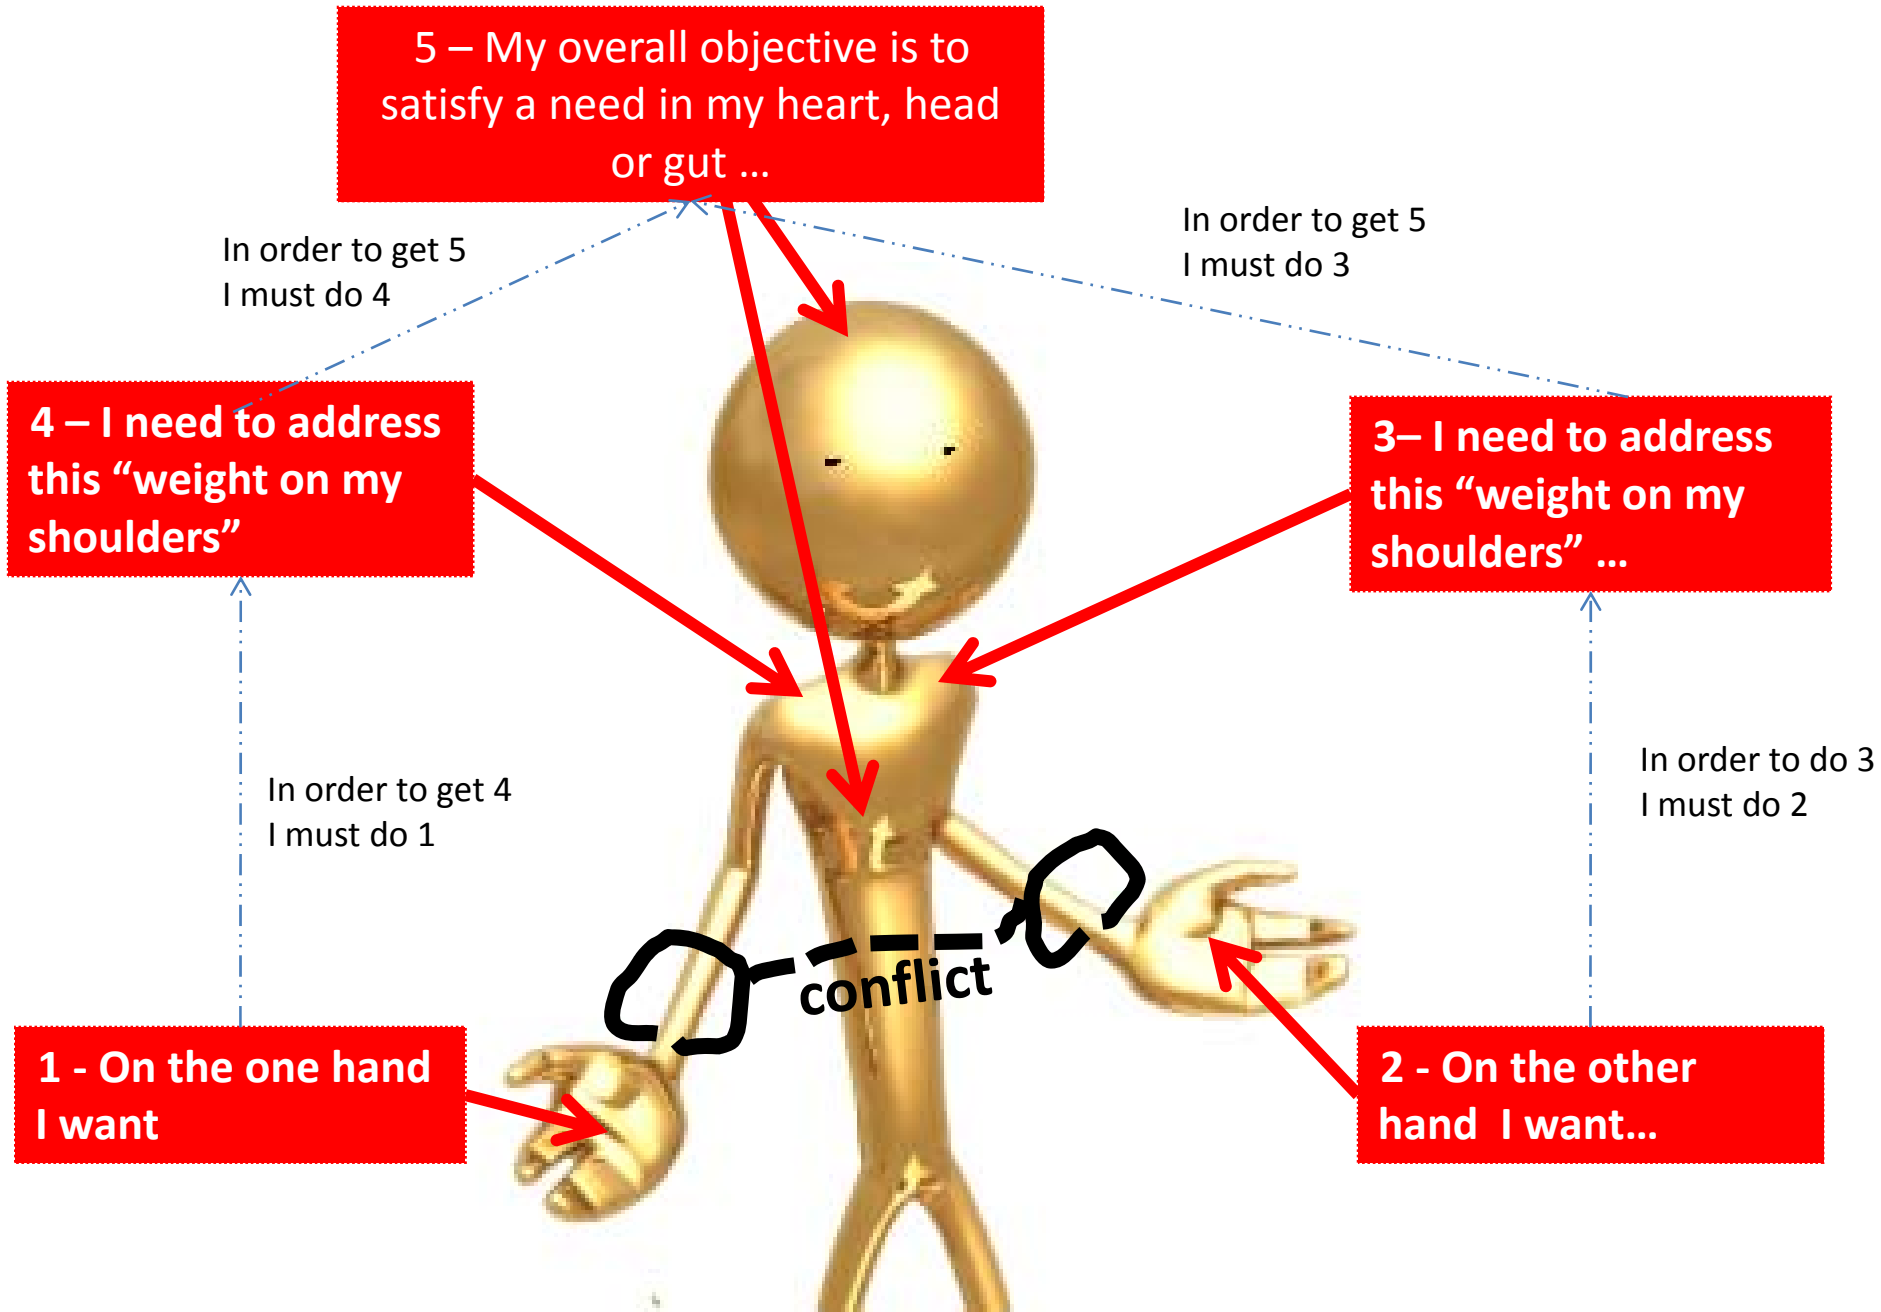 5 – My overall objective is to
satisfy a need in my heart, head
or gut …
In order to get 5
I must do 4
In order to get 5
I must do 3
4 – I need to address
this “weight on my
shoulders”
3– I need to address
this “weight on my
shoulders” …
In order to get 4
I must do 1
In order to do 3
I must do 2
conflict
1 - On the one hand
I want
2 - On the other
hand I want…